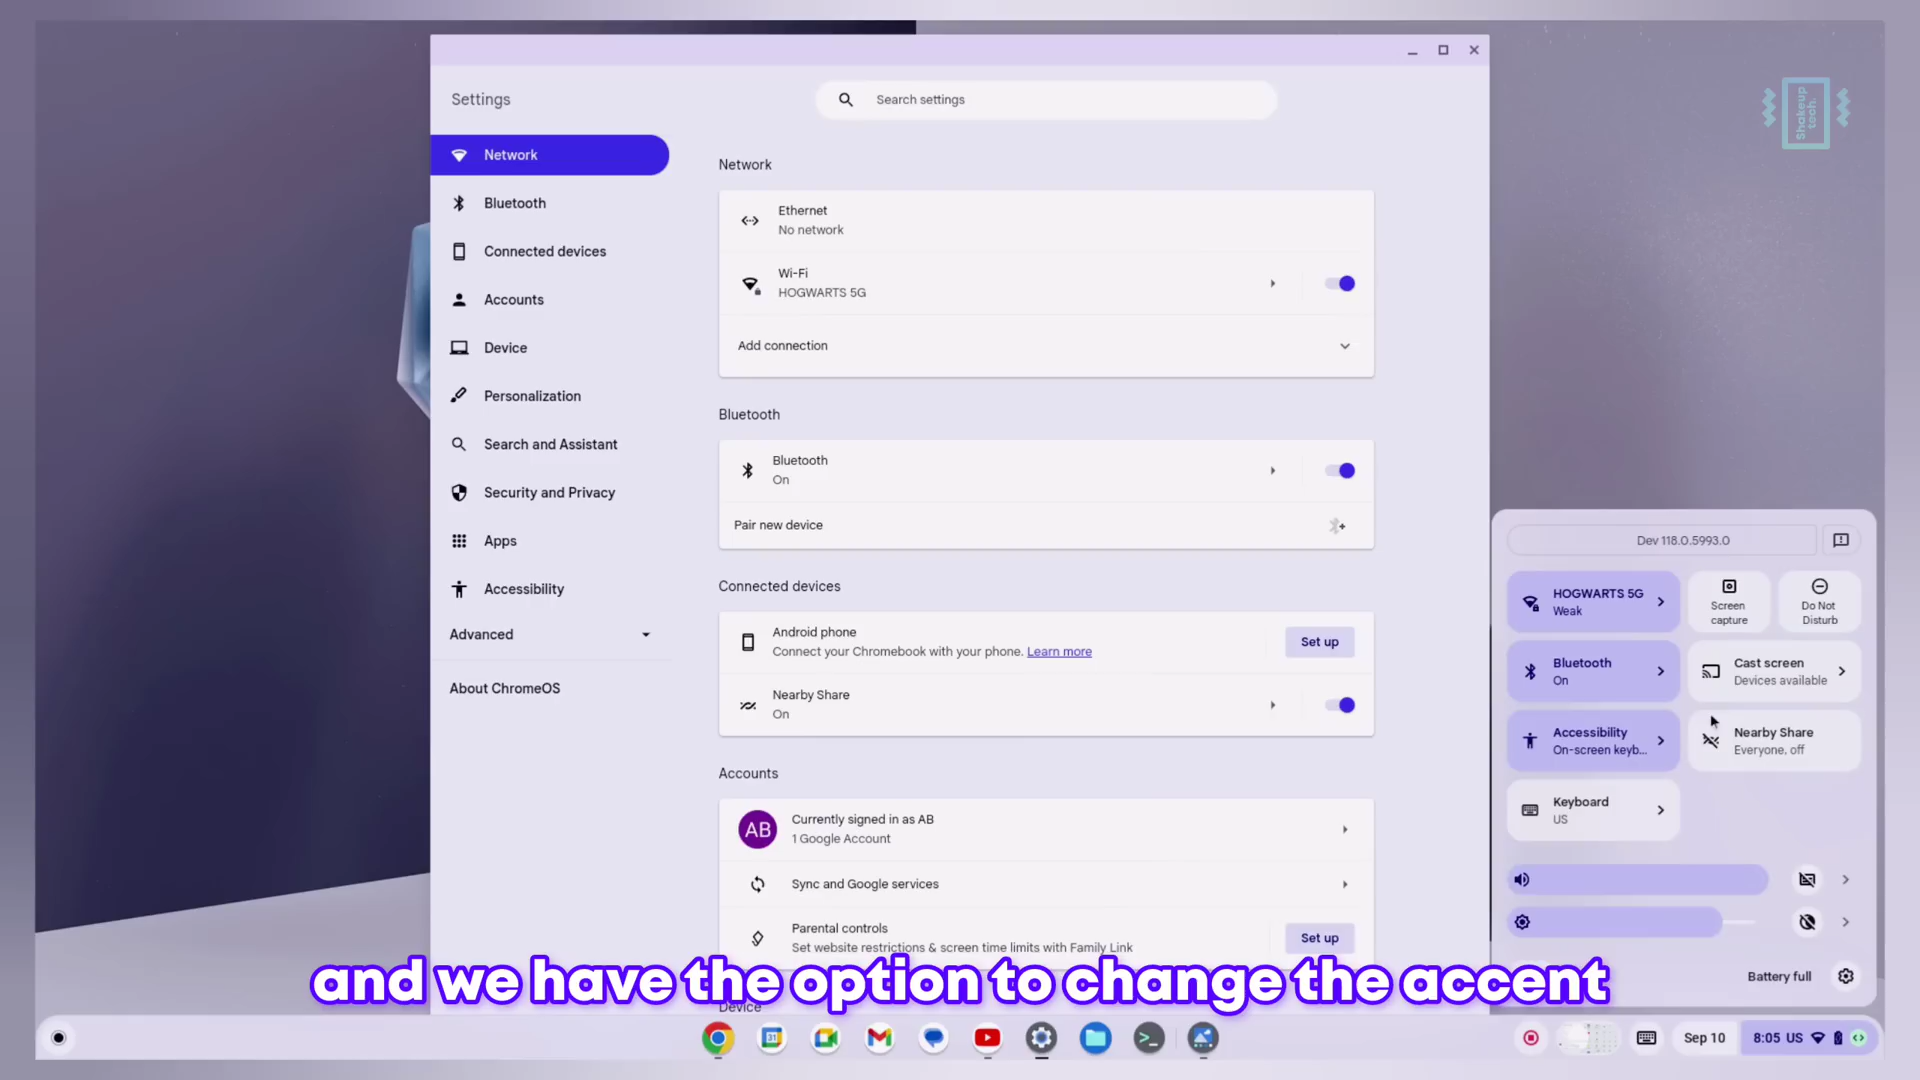 Settings
Search settings
Shakeup
tech.
Network
Bluetooth
Connected devices
Accounts
Device
Personalization
Search and Assistant
Security and Privacy
Apps
Accessibility
Advanced
About ChromeOS
Network
Ethernet
No network
Wi-Fi
HOGWARTS 5G
Add connection
Bluetooth
Bluetooth
On
Pair new device
Connected devices
Android phone
Connect your Chromebook with your phone. Learn more
Set up
Nearby Share
On
Accounts
AB
Currently signed in as AB
1 Google Account
Sync and Google services
Parental controls
Set website restrictions & screen time limits with Family Link
Set up
Device
Dev 118.0.5993.0
HOGWARTS 5G
Weak
Screen
capture
Do Not
Disturb
Bluetooth
On
Cast screen
Devices available
Accessibility
On-screen keyb...
Nearby Share
Everyone, off
Keyboard
US
Battery full
and we have the option to change the accent
31
Sep 10
8:05 US